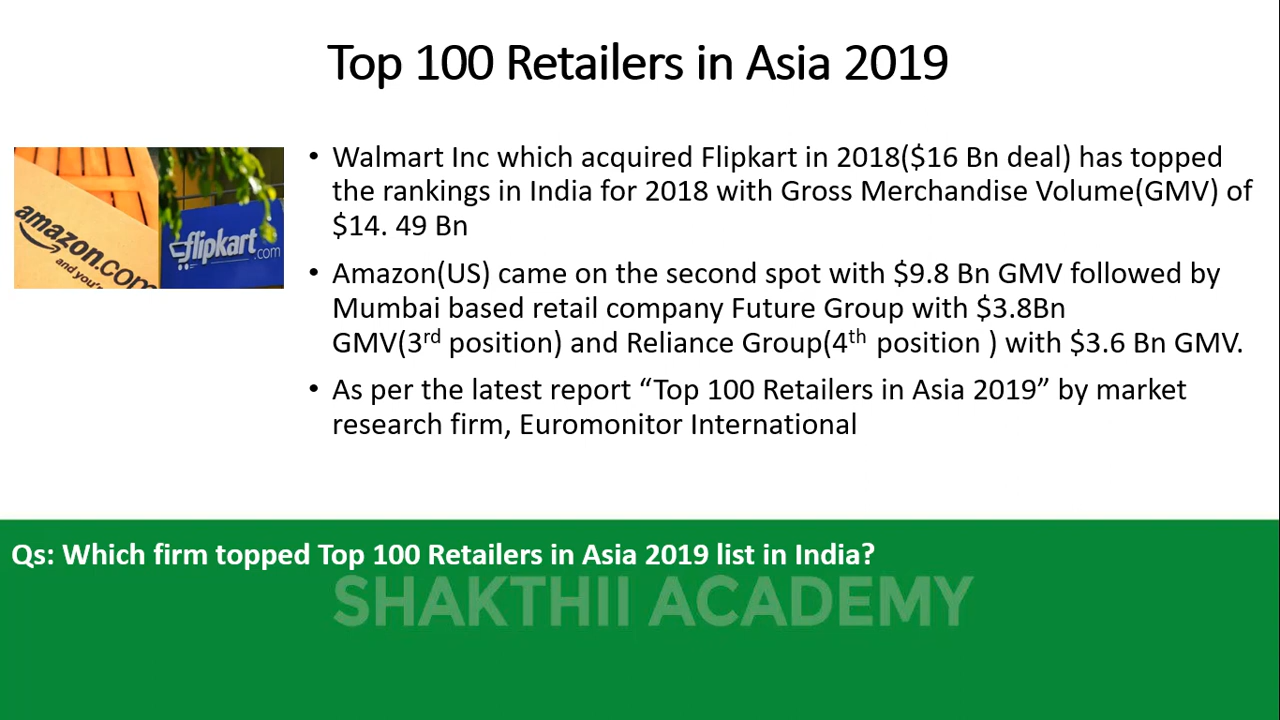 Top 100 Retailers in Asia 2019
• Walmart Inc which acquired Flipkart in 2018($16 Bn deal) has topped
the rankings in India for 2018 with Gross Merchandise Volume(GMV) of
$14. 49 Bn
amazon.com
and you're
flipkart.com
• Amazon(US) came on the second spot with $9.8 Bn GMV followed by
Mumbai based retail company Future Group with $3.8Bn
GMV(3rd position) and Reliance Group(4th position ) with $3.6 Bn GMV.
• As per the latest report “Top 100 Retailers in Asia 2019” by market
research firm, Euromonitor International
Qs: Which firm topped Top 100 Retailers in Asia 2019 list in India?
SHAKTHII ACADEMY